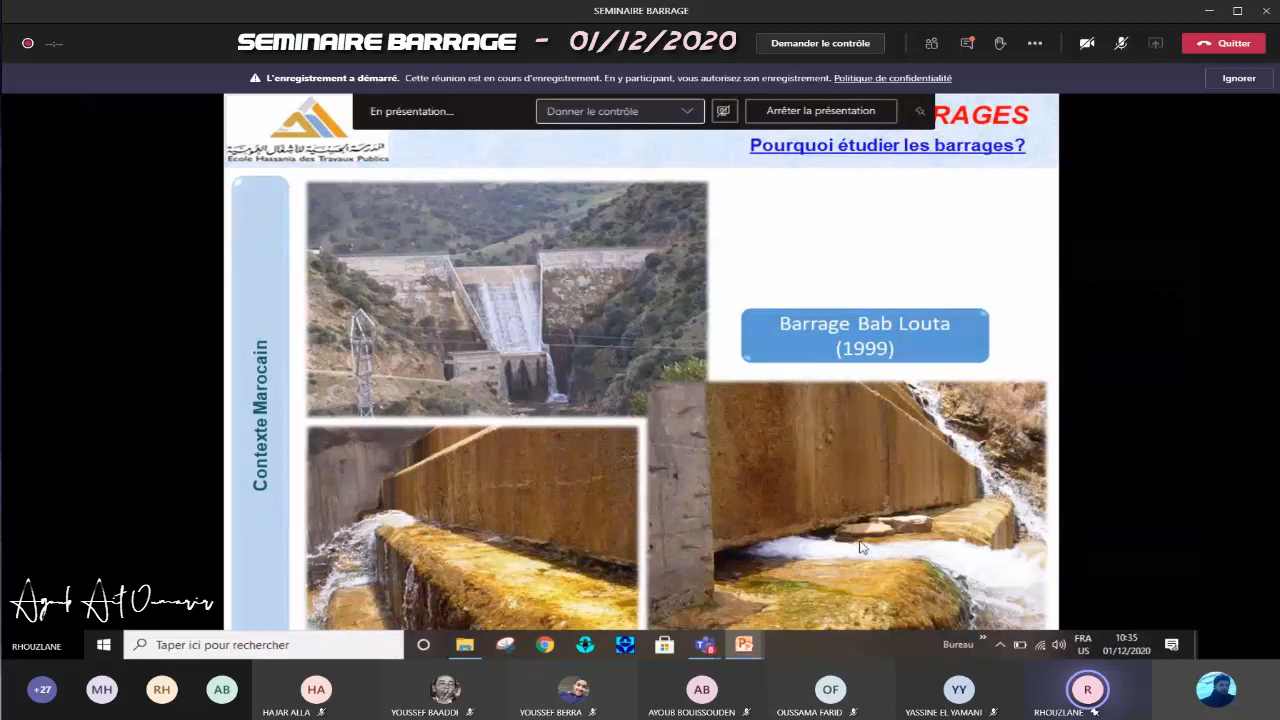 SEMINAIRE BARRAGE
--:--
SEMINAIRE BARRAGE - 01/12/2020
Demander le contrôle
Quitter
L'enregistrement a démarré. Cette réunion est en cours d'enregistrement. En y participant, vous autorisez son enregistrement. Politique de confidentialité
Ignorer
En présentation...
Donner le contrôle
Arrêter la présentation
RAGES
Pourquoi étudier les barrages?
المدرسة الحسنية للأشغال العمومية
Ecole Hassania des Travaux Publics
Contexte Marocain
Barrage Bab Louta
(1999)
RHOUZLANE
Taper ici pour rechercher
Bureau
FRA
US
10:35
01/12/2020
+27
MH
RH
AB
HA
HAJAR ALLA
YOUSSEF BAADDI
YOUSSEF BERRA
AB
AYOUB BOUISSOUDEN
OF
OUSSAMA FARID
YY
YASSINE EL YAMANI
R
RHOUZLANE